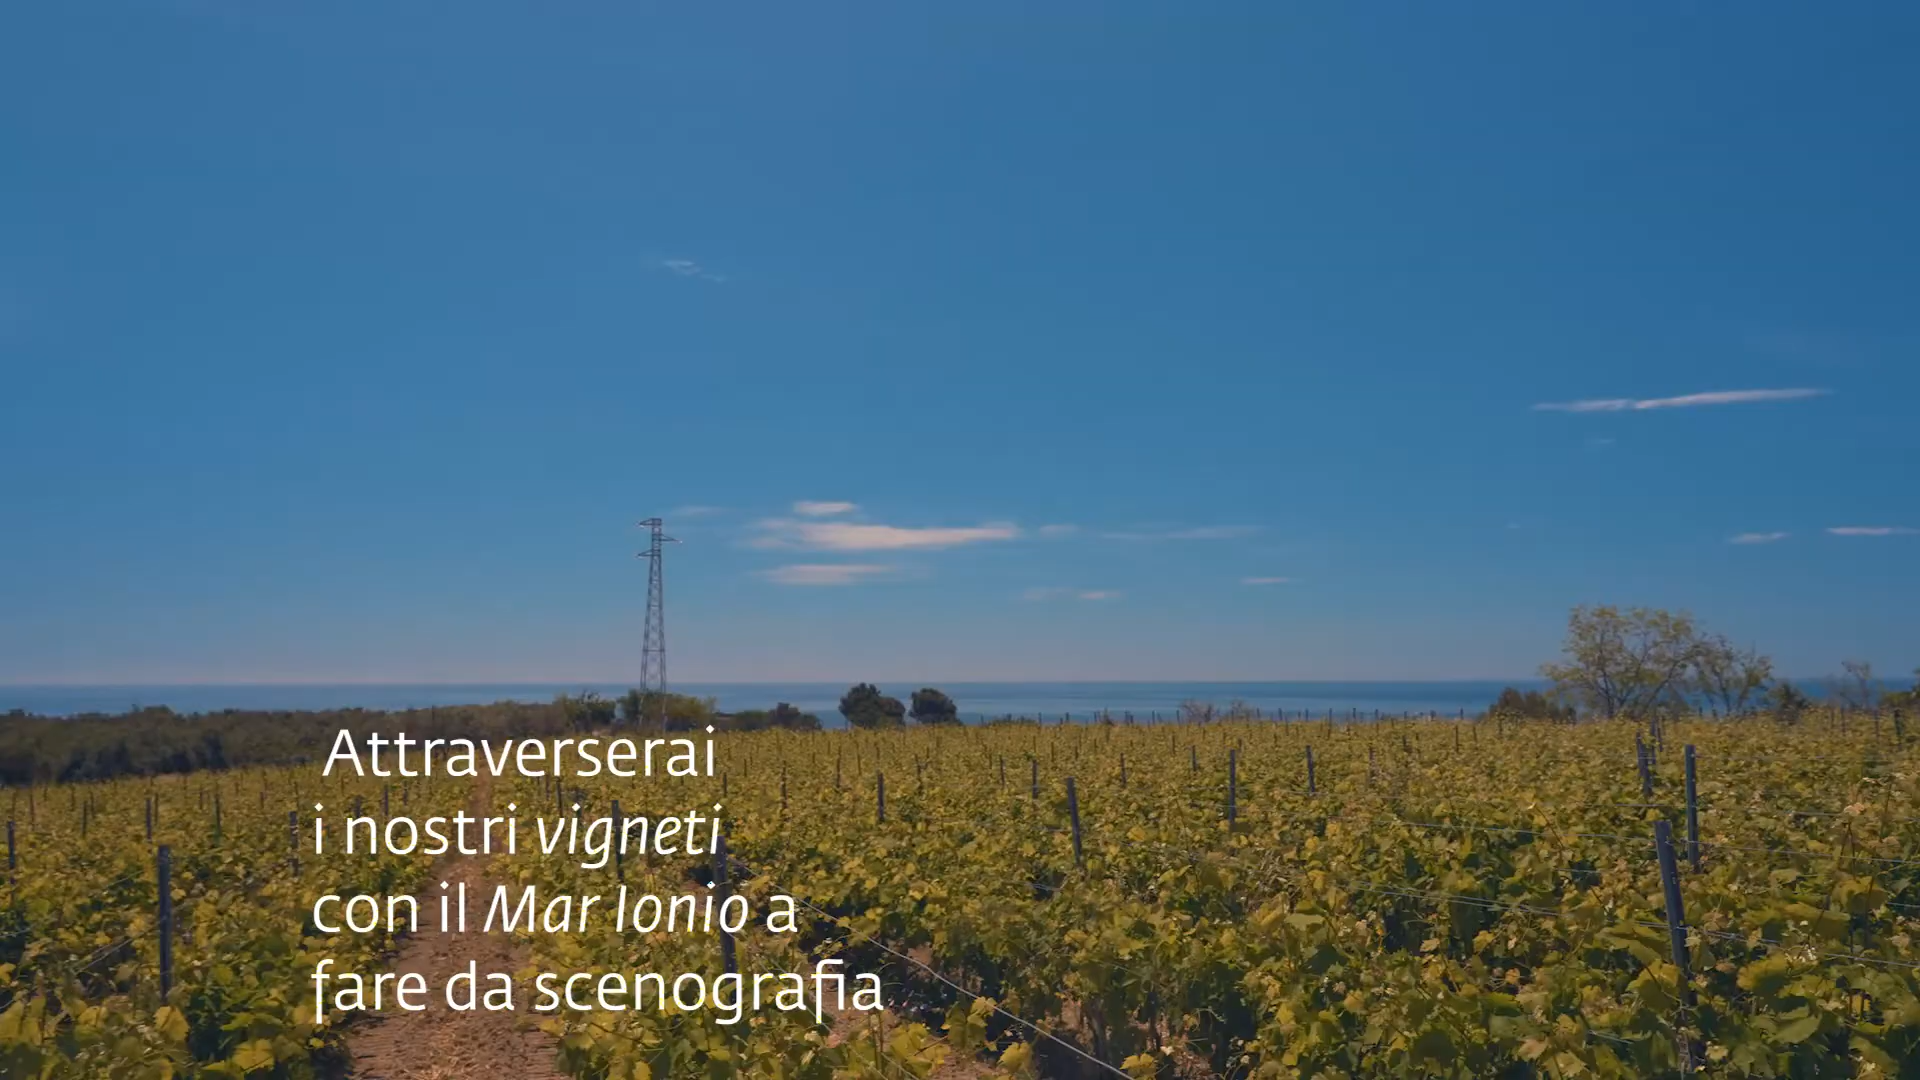 Attraverserai
i nostri vigneti
con il Mar Ionio a
fare da scenografia